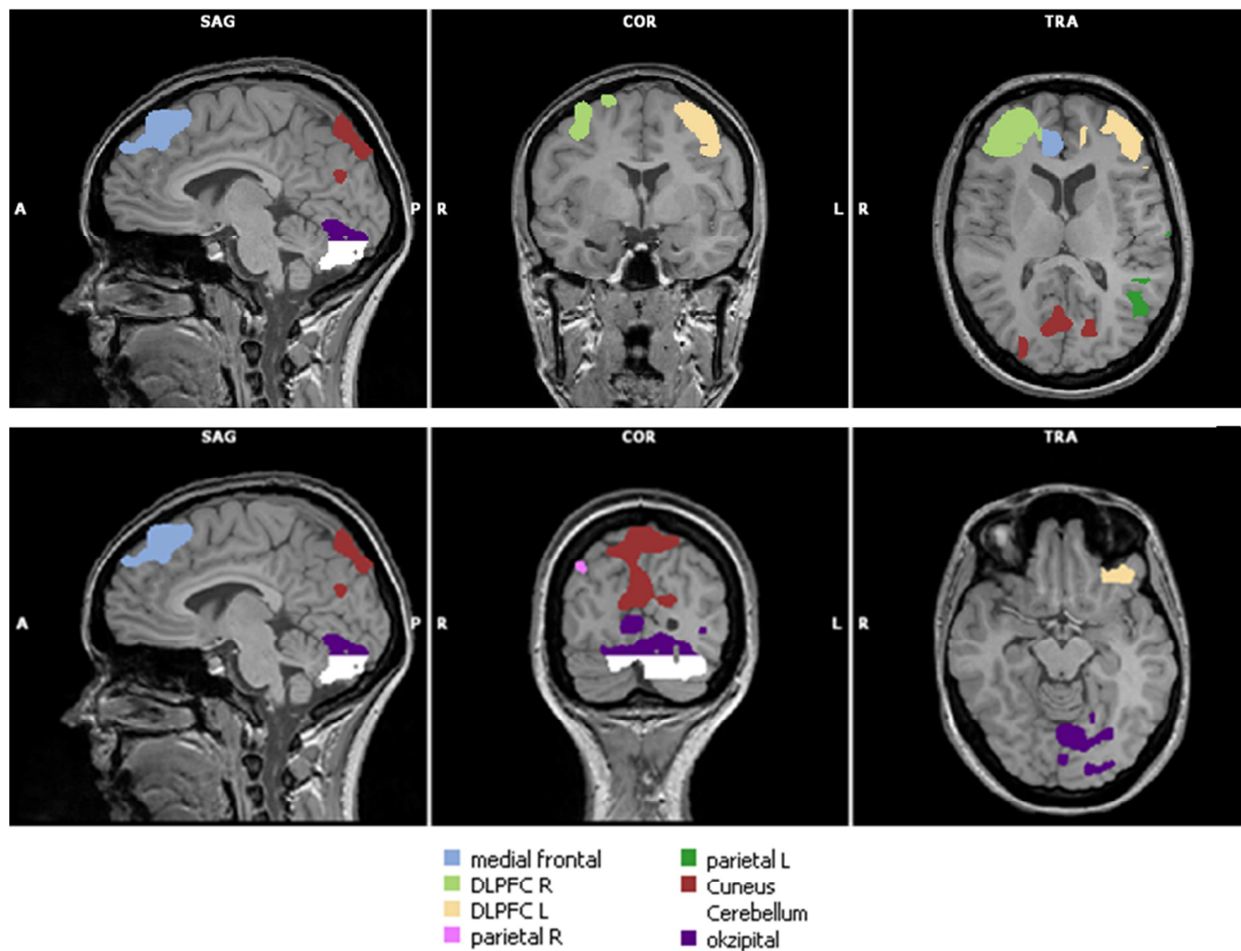 SAG
COR
TRA
A
P
R
L
R
SAG
COR
TRA
A
P
R
L
R
medial frontal
DLPFC R
DLPFC L
parietal R
parietal L
Cuneus
Cerebellum
okzipital